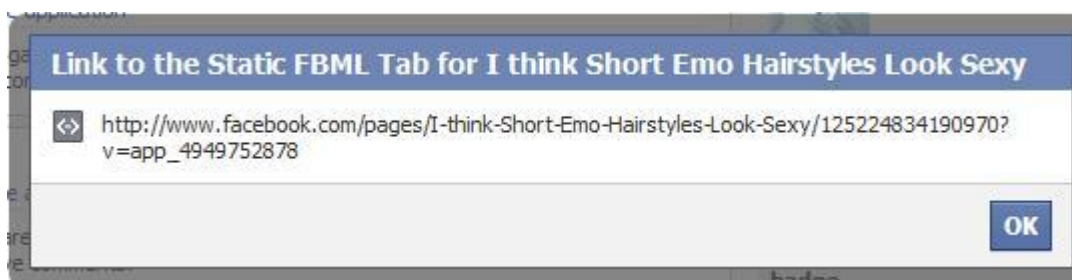 application
Link to the Static FBML Tab for I think Short Emo Hairstyles Look Sexy
http://www.facebook.com/pages/I-think-Short-Emo-Hairstyles-Look-Sexy/125224834190970?
v=app_4949752878
OK